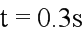 t = 0.3s